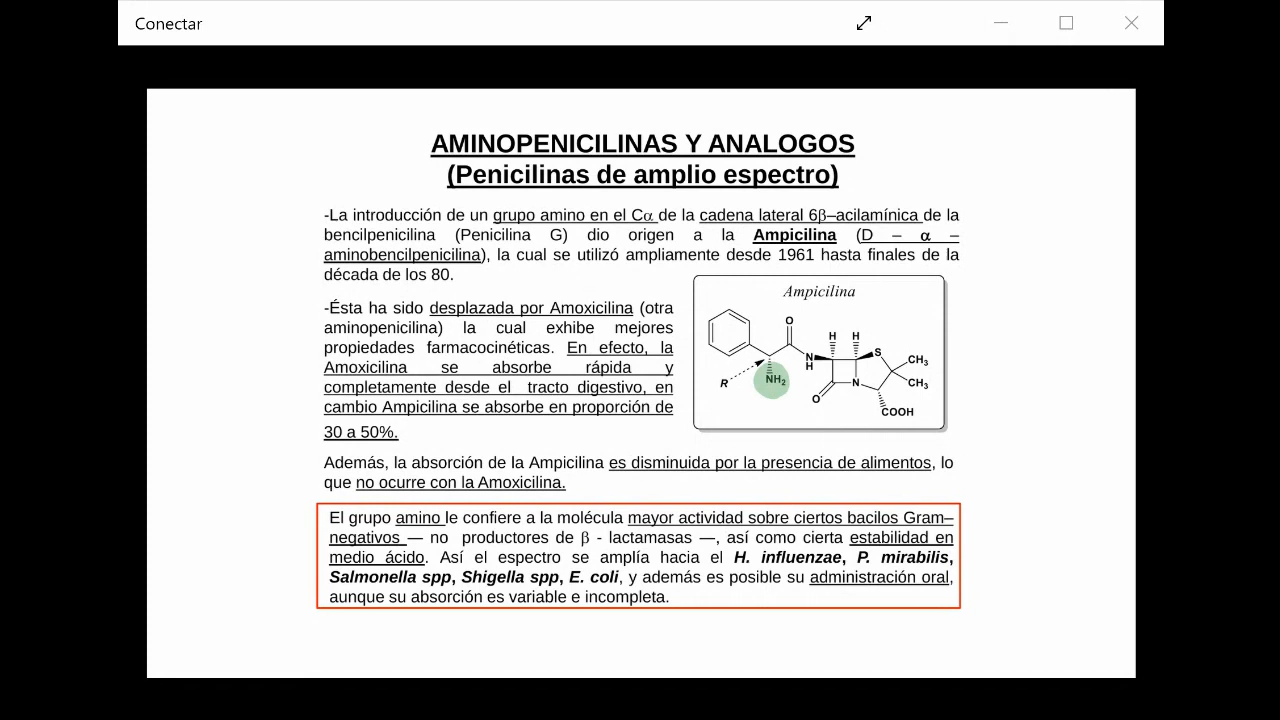 Conectar
AMINOPENICILINAS Y ANALOGOS
(Penicilinas de amplio espectro)
-La introducción de un grupo amino en el Cα de la cadena lateral 6β–acilamínica de la
bencilpenicilina (Penicilina G) dio origen a la Ampicilina (D – α –
aminobencilpenicilina), la cual se utilizó ampliamente desde 1961 hasta finales de la
década de los 80.
-Ésta ha sido desplazada por Amoxicilina (otra
aminopenicilina) la cual exhibe mejores
propiedades farmacocinéticas. En efecto, la
Amoxicilina se absorbe rápida y
completamente desde el tracto digestivo, en
cambio Ampicilina se absorbe en proporción de
30 a 50%.
Ampicilina
O
H H
S
CH3
N
H
R
NH2
N
CH3
O
COOH
Además, la absorción de la Ampicilina es disminuida por la presencia de alimentos, lo
que no ocurre con la Amoxicilina.
El grupo amino le confiere a la molécula mayor actividad sobre ciertos bacilos Gram–
negativos — no productores de β - lactamasas —, así como cierta estabilidad en
medio ácido. Así el espectro se amplía hacia el H. influenzae, P. mirabilis,
Salmonella spp, Shigella spp, E. coli, y además es posible su administración oral,
aunque su absorción es variable e incompleta.